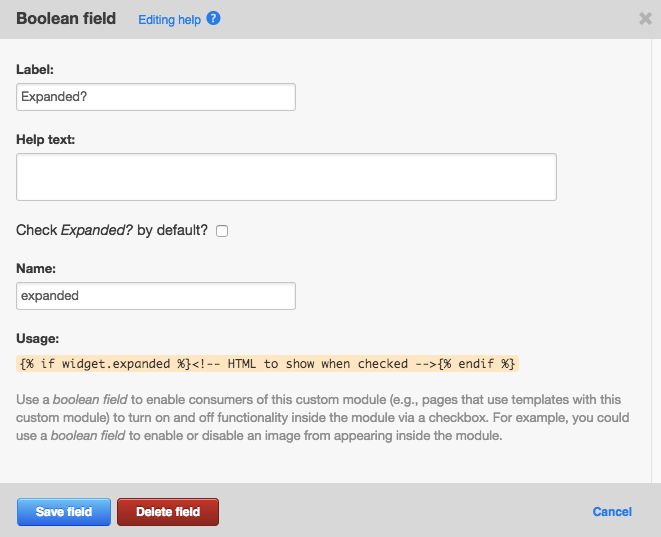 Boolean field Editing help ?
Label:
Expanded?
Help text:
Check Expanded? by default?
Name:
expanded
Usage:
{% if widget.expanded %}<!-- HTML to show when checked -->{% endif %}
Use a boolean field to enable consumers of this custom module (e.g., pages that use templates with this
custom module) to turn on and off functionality inside the module via a checkbox. For example, you could
use a boolean field to enable or disable an image from appearing inside the module.
Save field Delete field Cancel